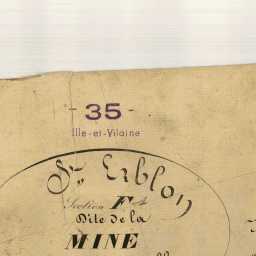 - 35 -
Ille-et-Vilaine
St. Erblon
Section F
Dite de la
MINE